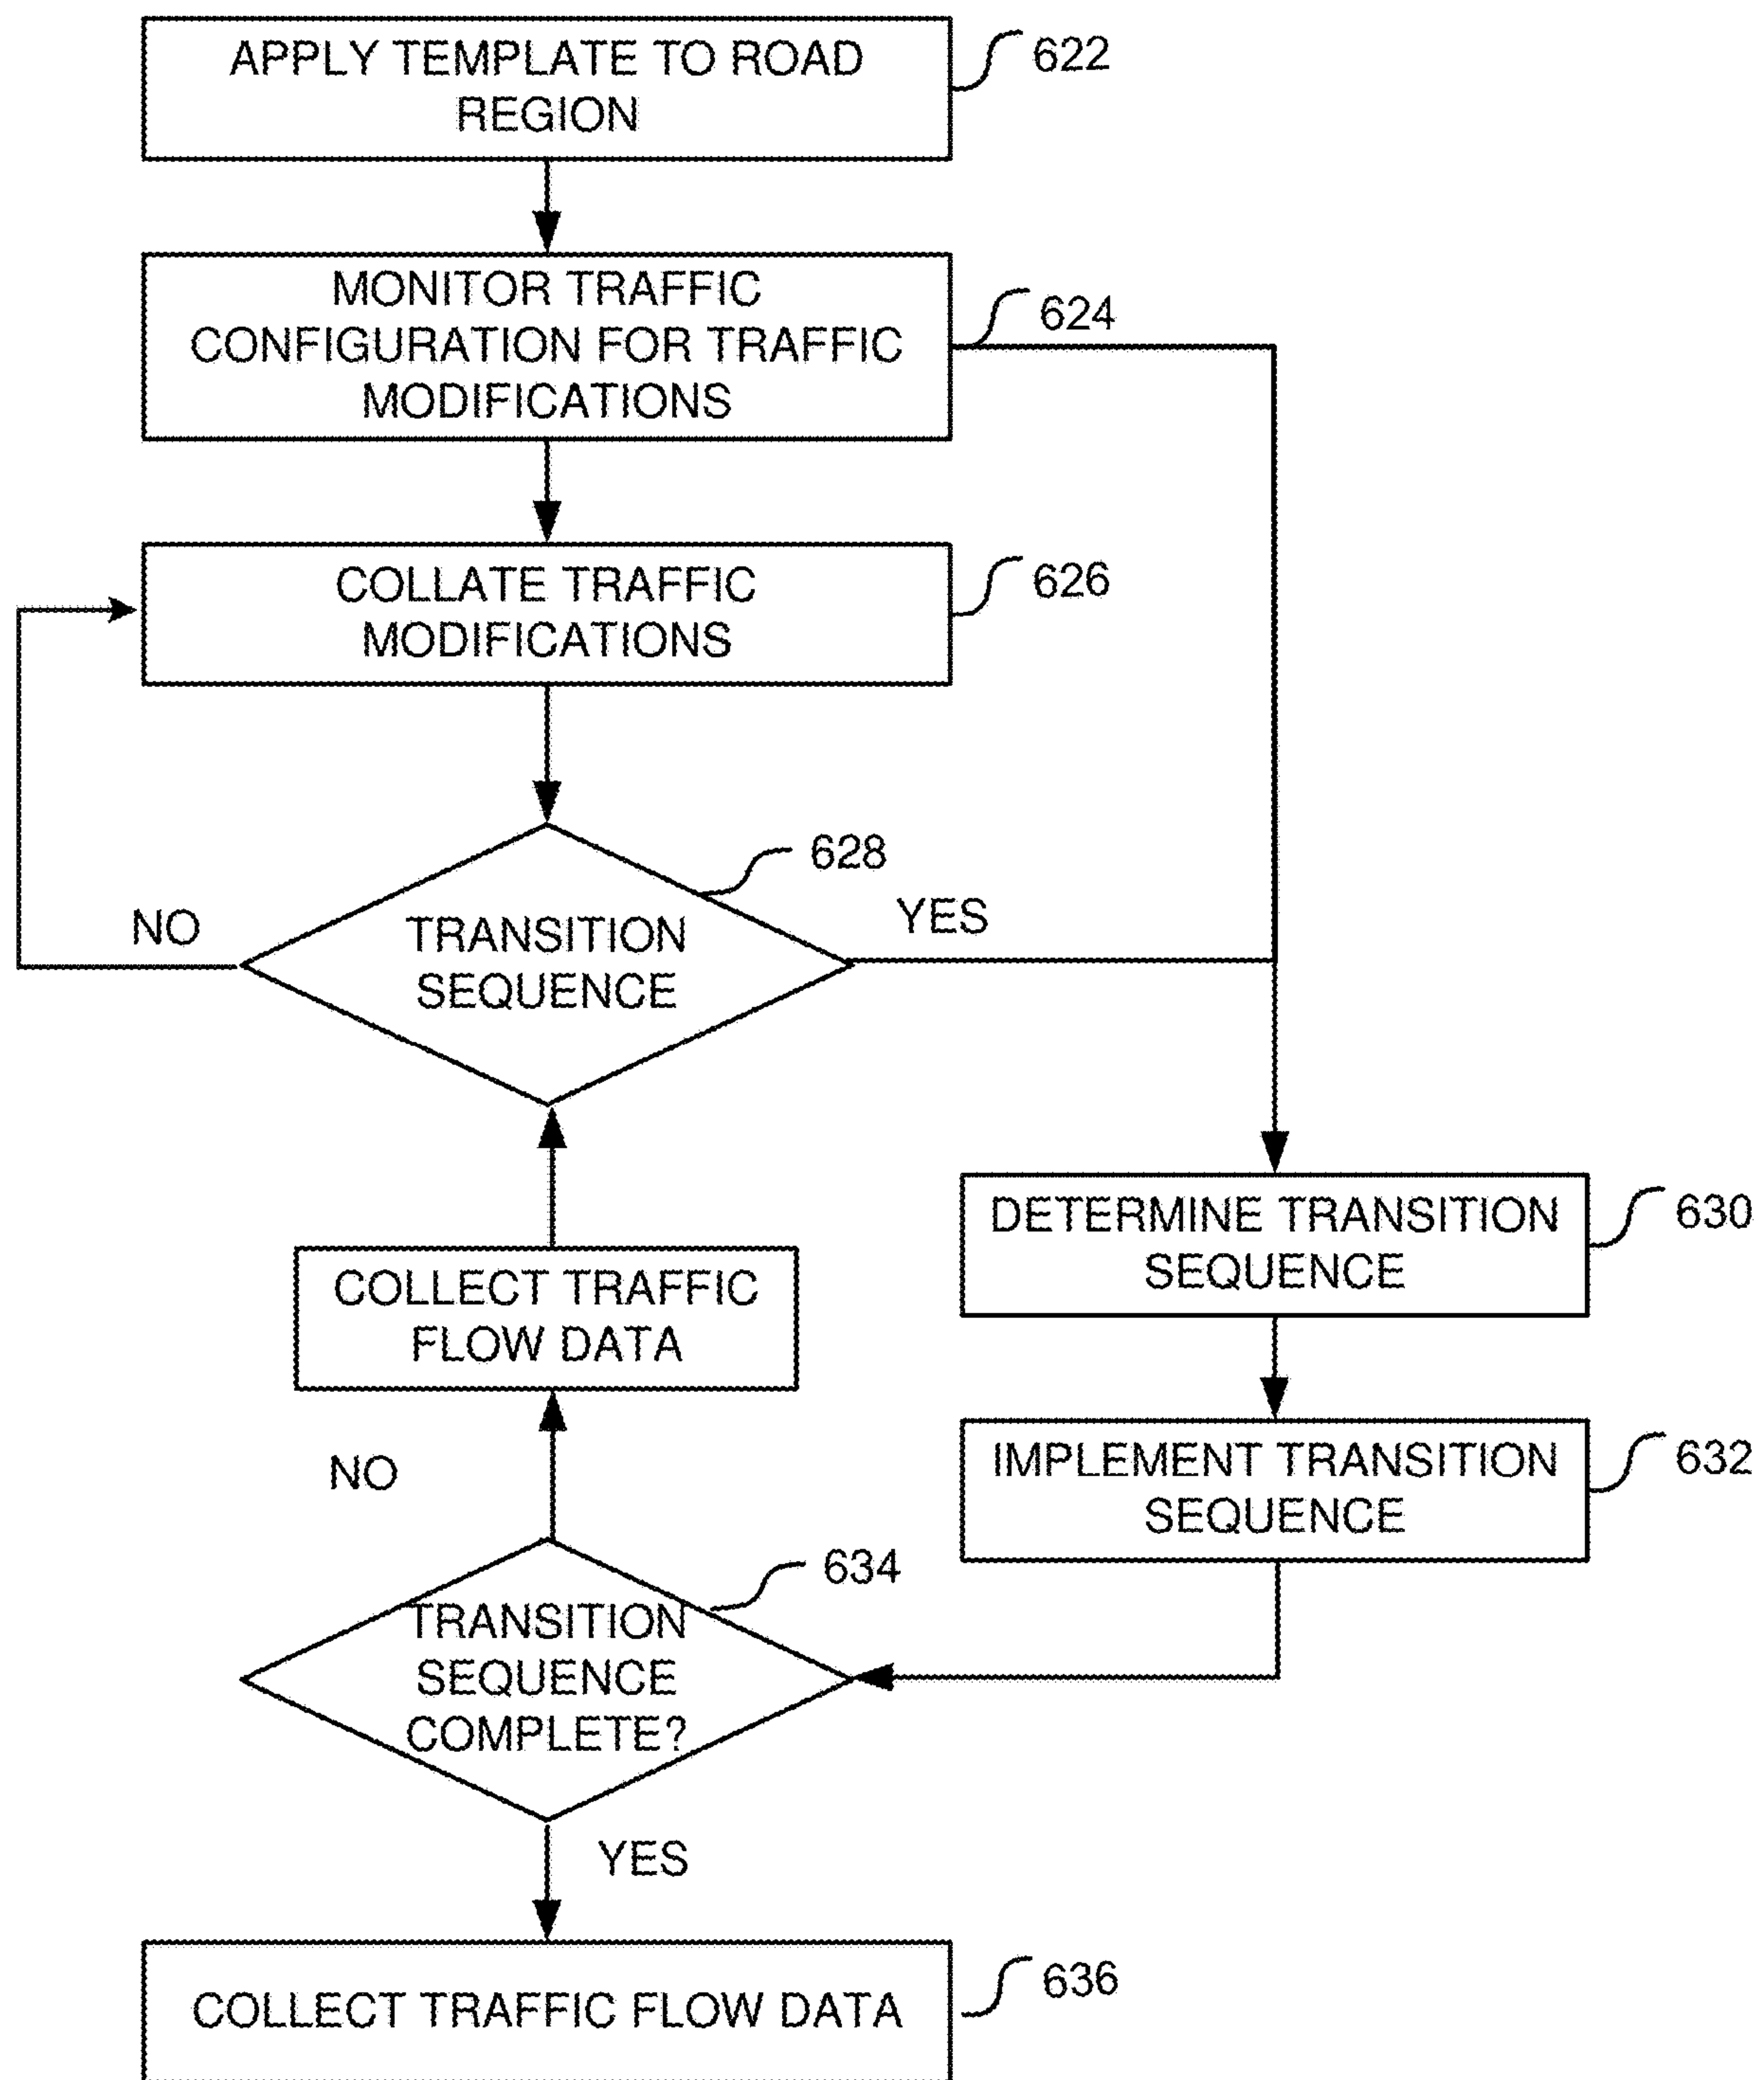 APPLY TEMPLATE TO ROAD
REGION
622
MONITOR TRAFFIC
CONFIGURATION FOR TRAFFIC
MODIFICATIONS
624
COLLATE TRAFFIC
MODIFICATIONS
626
628
NO
TRANSITION
SEQUENCE
YES
DETERMINE TRANSITION
SEQUENCE
630
COLLECT TRAFFIC
FLOW DATA
IMPLEMENT TRANSITION
SEQUENCE
632
NO
634
TRANSITION
SEQUENCE
COMPLETE?
YES
COLLECT TRAFFIC FLOW DATA
636